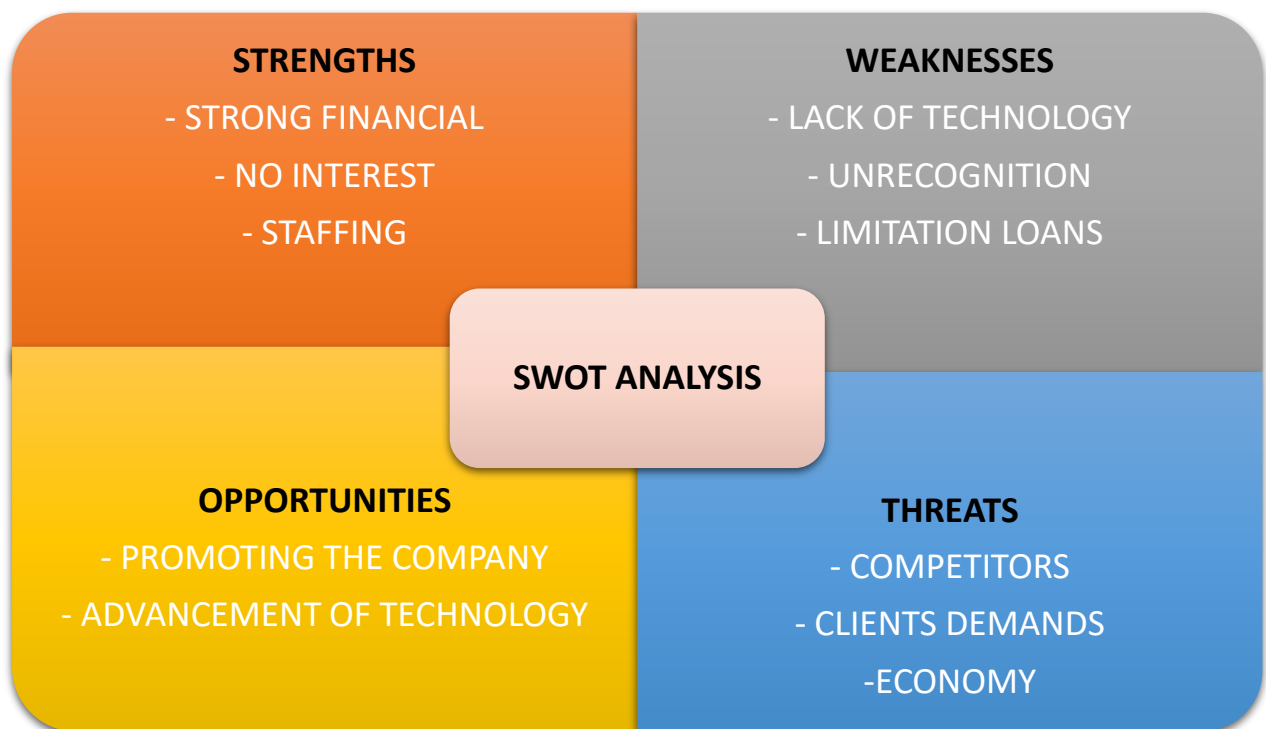 STRENGTHS
- STRONG FINANCIAL
- NO INTEREST
- STAFFING
WEAKNESSES
- LACK OF TECHNOLOGY
- UNRECOGNITION
- LIMITATION LOANS
SWOT ANALYSIS
OPPORTUNITIES
- PROMOTING THE COMPANY
- ADVANCEMENT OF TECHNOLOGY
THREATS
- COMPETITORS
- CLIENTS DEMANDS
-ECONOMY